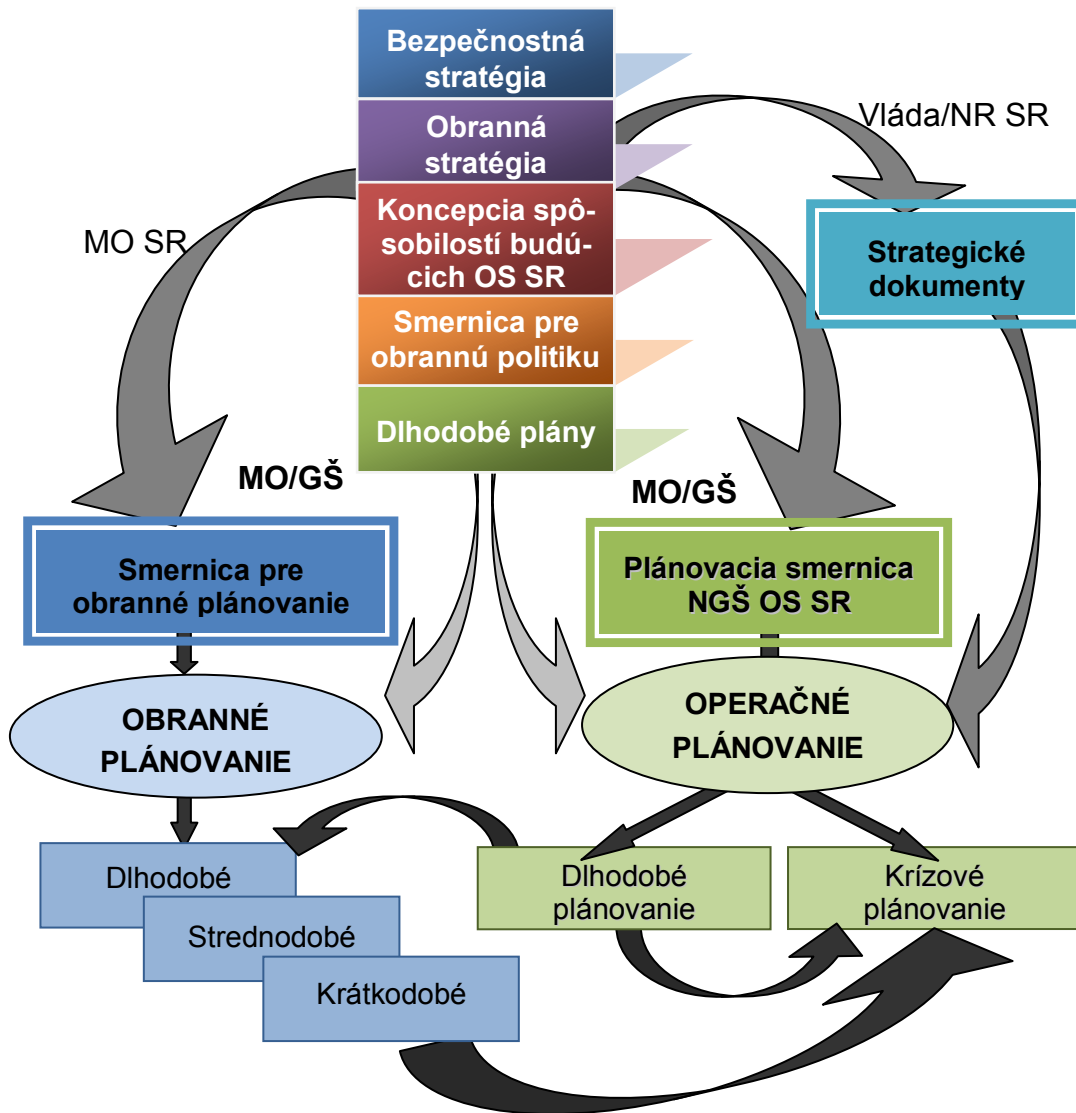 Bezpečnostná
stratégia
Vláda/NR SR
Obranná
stratégia
MO SR
Koncepcia spô-
sobilostí budú-
cich OS SR
Strategické
dokumenty
Smernica pre
obrannú politiku
Dlhodobé plány
MO/GŠ
MO/GŠ
Smernica pre
obranné plánovanie
Plánovacia smernica
NGŠ OS SR
OBRANNÉ
PLÁNOVANIE
OPERAČNÉ
PLÁNOVANIE
Dlhodobé
Strednodobé
Krátkodobé
Dlhodobé
plánovanie
Krízové
plánovanie